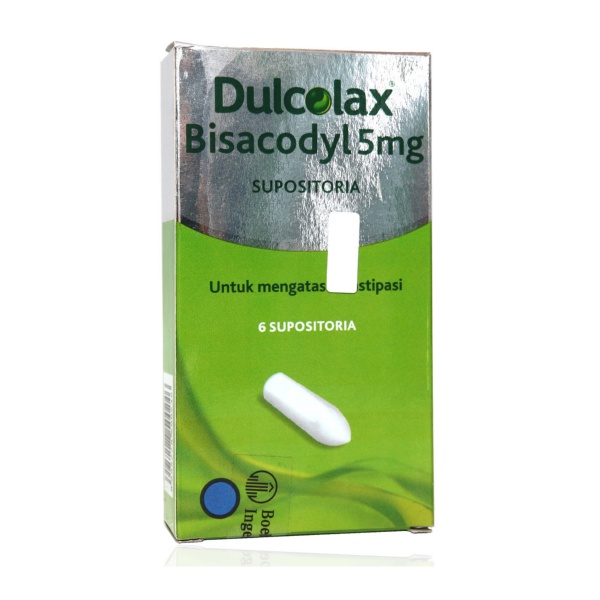 Dulcolax
Bisacodyl 5mg
SUPOSITORIA
Untuk mengatas stipasi
6 SUPOSITORIA
Boe
Inge